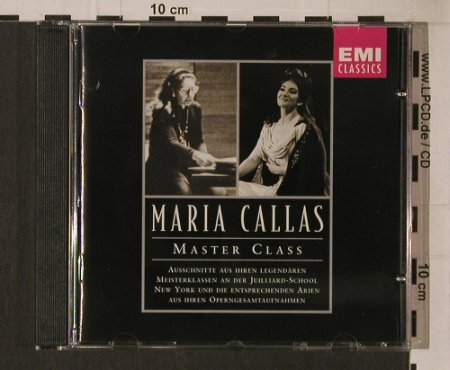 10 cm
EMI
CLASSICS
www.LPCD.de / CD
MARIA CALLAS
MASTER CLASS
AUSSCHNITTE AUS IHREN LEGENDÄREN
MEISTERKLASSEN AN DER JUILLIARD-SCHOOL
NEW YORK UND DIE ENTSPRECHENDEN ARIEN
AUS IHREN OPERNGESAMTAUFNAHMEN
10 cm